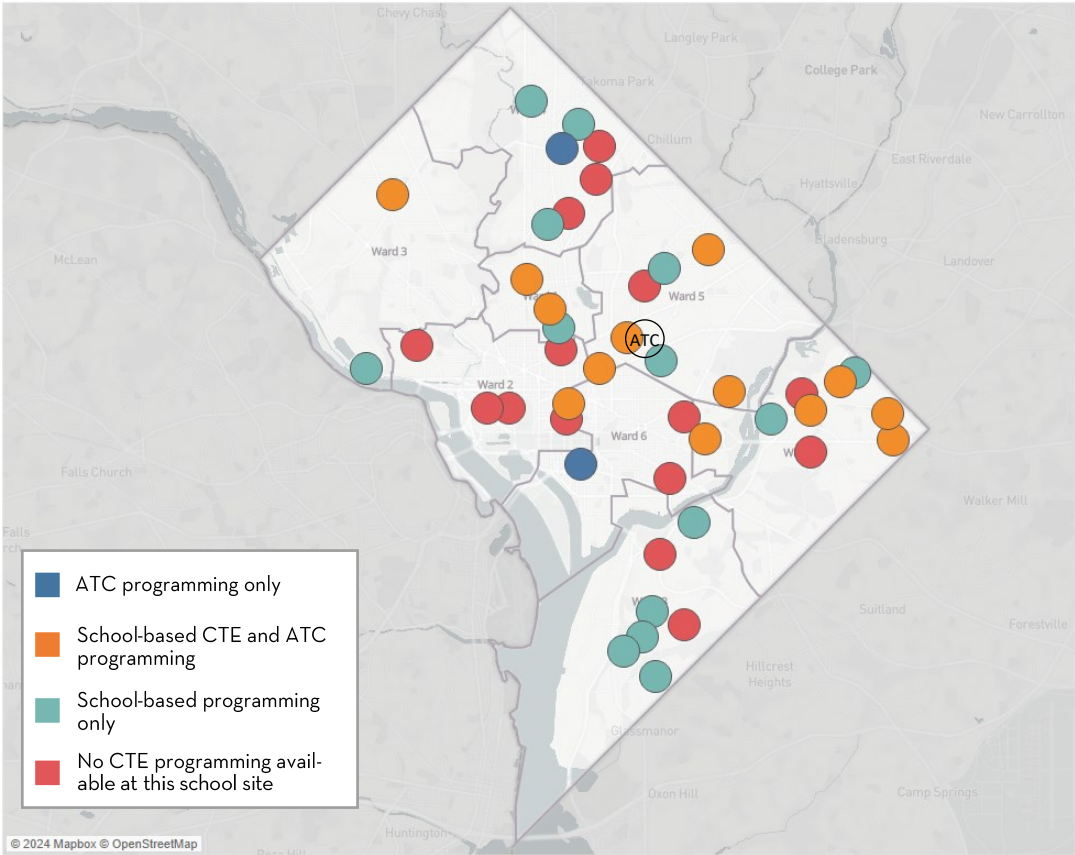 Chevy Chase
Langley Park
College Park
Takoma Park
New Carrollton
Chillum
East Riverdale
Hyattsville
Bladensburg
McLean
Ward 3
Landover
Ward 5
ATC
Ward 2
Ward 6
Falls Church
Walker Mill
Falls
Suitland
Forestville
Hillcrest
Heights
Glassmanor
Oxon Hill
Camp Springs
Huntington
ATC programming only
School-based CTE and ATC
programming
School-based programming
only
No CTE programming avail-
able at this school site
© 2024 Mapbox © OpenStreetMap